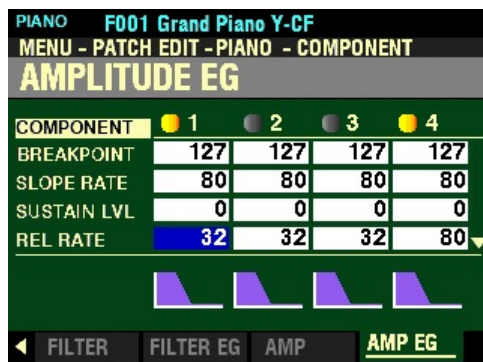 PIANO F001 Grand Piano Y-CF
MENU - PATCH EDIT - PIANO - COMPONENT
AMPLITUDE EG
COMPONENT 1 2 3 4
BREAKPOINT 127 127 127 127
SLOPE RATE 80 80 80 80
SUSTAIN LVL 0 0 0 0
REL RATE 32 32 32 80
FILTER FILTER EG AMP AMP EG